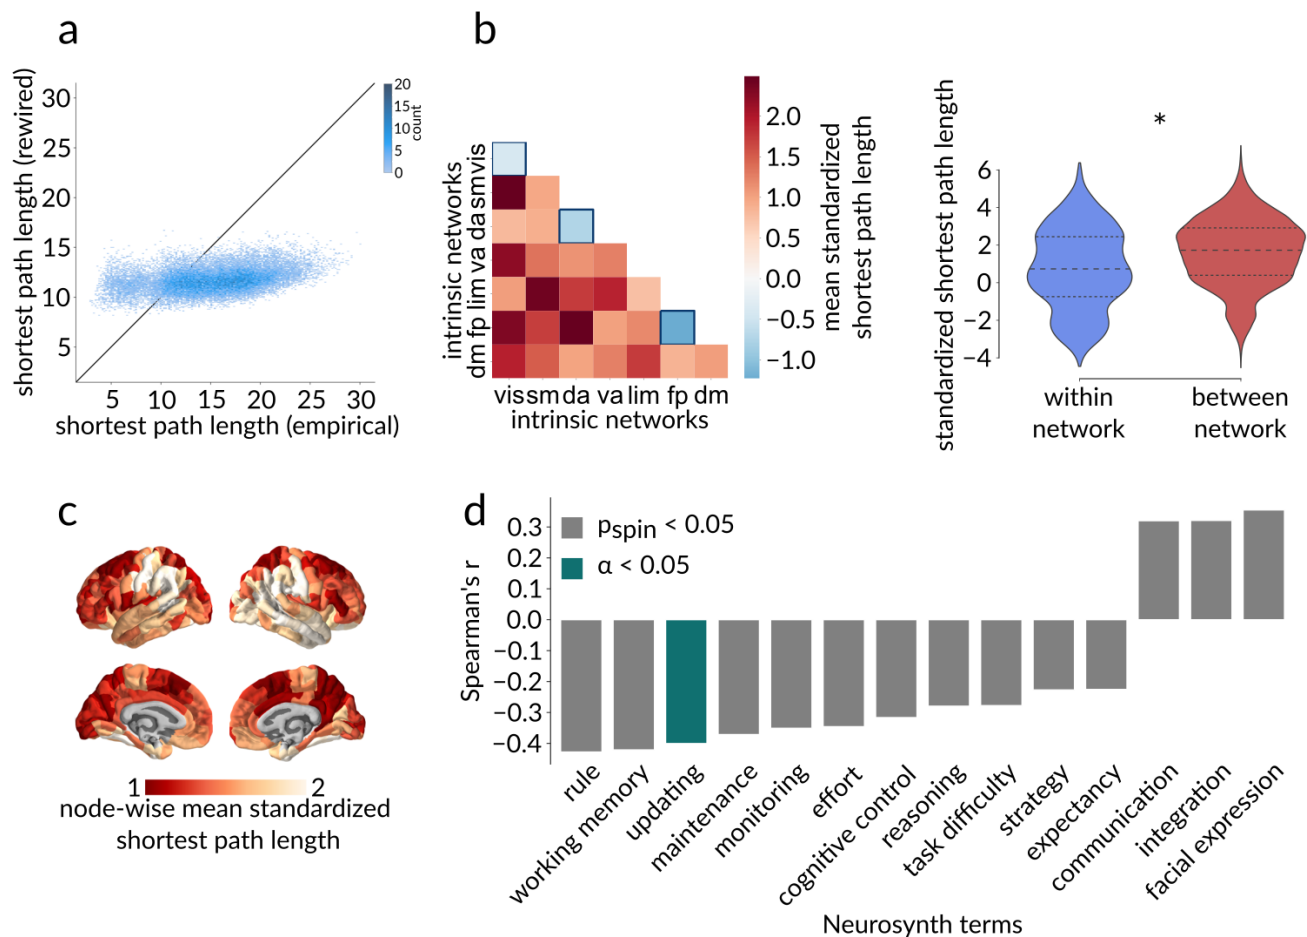 a
shortest path length (rewired)
30
25
20
15
10
5
5 10 15 20 25 30
shortest path length (empirical)
20
15
10
5
0
count
b
intrinsic networks
vis
sm
da
va
lim
fp
dm
vis sm da va lim fp dm
intrinsic networks
2.0
1.5
1.0
0.5
0.0
−0.5
−1.0
mean standardized
shortest path length
standardized shortest path length
6
4
2
0
−2
−4
*
within
network
between
network
c
1 2
node-wise mean standardized
shortest path length
d
Spearman's r
0.3
0.2
0.1
0.0
−0.1
−0.2
−0.3
−0.4
pspin < 0.05
α < 0.05
rule
working memory
updating
maintenance
monitoring
effort
cognitive control
reasoning
task difficulty
strategy
expectancy
communication
integration
facial expression
Neurosynth terms